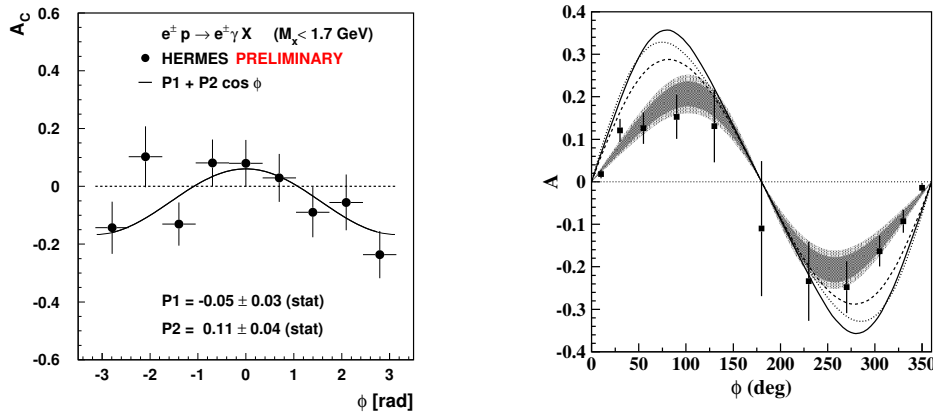 A_C
e± p → e± γ X (M_x < 1.7 GeV)
HERMES PRELIMINARY
P1 + P2 cos ϕ
0.6
0.4
0.2
0
-0.2
-0.4
-0.6
P1 = -0.05 ± 0.03 (stat)
P2 = 0.11 ± 0.04 (stat)
-3 -2 -1 0 1 2 3
ϕ [rad]
A
0.4
0.3
0.2
0.1
0
-0.1
-0.2
-0.3
-0.4
0 50 100 150 200 250 300 350
ϕ (deg)